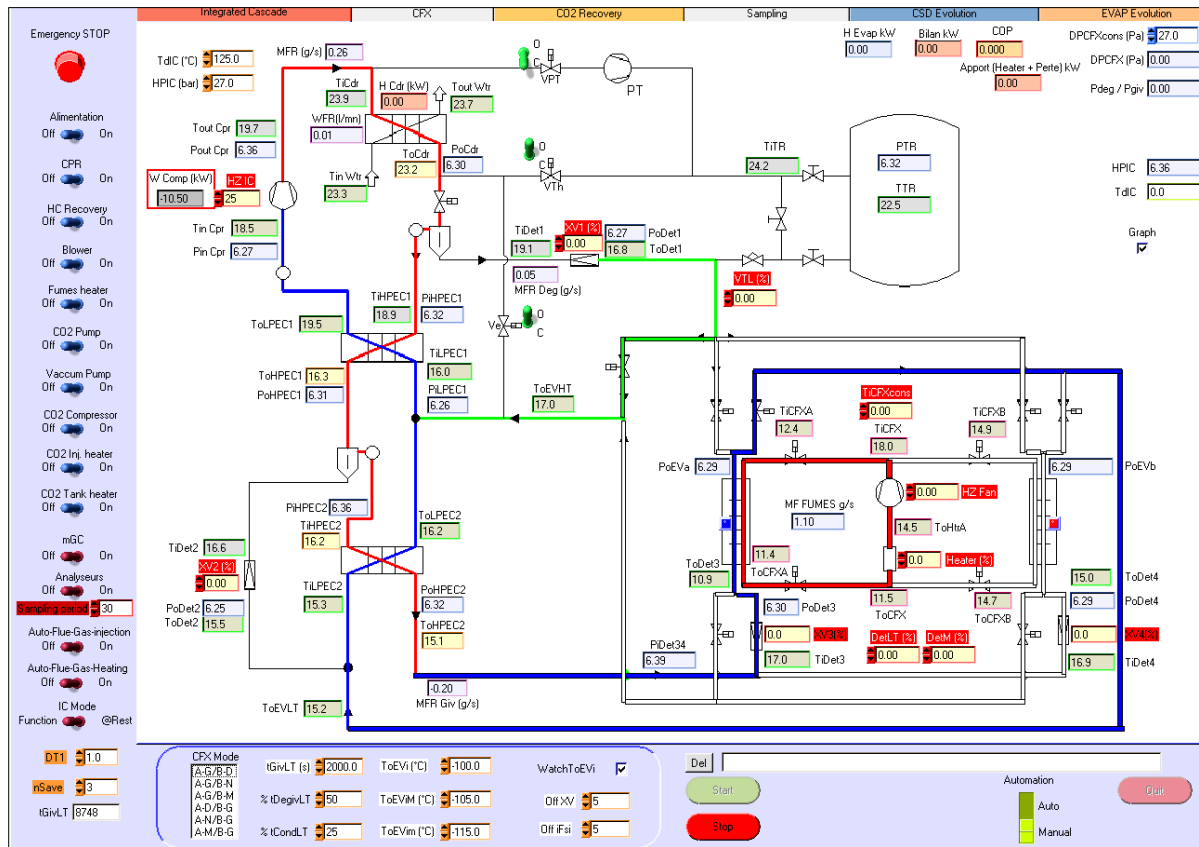 Integrated Cascade CFX CO2 Recovery Sampling CSD Evolution EVAP Evolution
Emergency STOP
Alimentation
Off On
CPR
Off On
HC Recovery
Off On
Blower
Off On
Fumes heater
Off On
CO2 Pump
Off On
Vaccum Pump
Off On
CO2 Compressor
Off On
CO2 Inj. heater
Off On
CO2 Tank heater
Off On
mGC
Off On
Analyseurs
Off On
Sampling period 30
Auto-Flue-Gas-injection
Off On
Auto-Flue-Gas-Heating
Off On
IC Mode
Function @Rest
DT1 1.0
nSave 3
tGivLT 8748
TdIC (°C) 125.0
HPIC (bar) 27.0
MFR (g/s) 0.26
TiCdr
23.9
H Cdr (kW)
0.00
Tout Wtr
23.7
WFR(l/mn)
0.01
Tout Cpr 19.7
Pout Cpr 6.36
W Comp (kW)
-10.50
HZ IC
25
Tin Cpr 18.5
Pin Cpr 6.27
Tin Wtr
23.3
ToCdr
23.2
PoCdr
6.30
O
C
VPT
PT
O
C
VTh
TiTR
24.2
PTR
6.32
TTR
22.5
H Evap kW
0.00
Bilan kW
0.00
COP
0.000
Apport (Heater + Perte) kW
0.00
DPCFXcons (Pa) 27.0
DPCFX (Pa) 0.00
Pdeg / Pgiv 0.00
HPIC 6.36
TdIC 0.0
Graph
TiDet1
19.1
XV1 (%)
0.00
6.27 PoDet1
16.8 ToDet1
0.05
MFR Deg (g/s)
VTL (%)
0.00
O
C
Ve
TiHPEC1
18.9
PiHPEC1
6.32
ToLPEC1
19.5
TiLPEC1
16.0
PiLPEC1
6.26
ToHPEC1
16.3
PoHPEC1 6.31
ToEVHT
17.0
PiHPEC2 6.36
TiHPEC2
16.2
ToLPEC2
16.2
TiLPEC2
15.3
PoHPEC2
6.32
ToHPEC2
15.1
TiDet2 16.6
XV2 (%)
0.00
PoDet2 6.25
ToDet2 15.5
-0.20
MFR Giv (g/s)
ToEVLT 15.2
TiCFXcons
0.00
TiCFXA
12.4
TiCFX
18.0
TiCFXB
14.9
PoEVa
6.29
6.29
PoEVb
0.00 HZ Fan
MF FUMES g/s
1.10
14.5 ToHtrA
11.4
ToCFXA
0.0 Heater (%)
ToDet3
10.9
11.5
ToCFX
14.7
ToCFXB
15.0
ToDet4
6.30
PoDet3
6.29
PoDet4
0.0 XV3(%)
DetLT (%)
0.00
DetM (%)
0.00
0.0 XV4(%)
PiDet34
6.39
17.0 TiDet3
16.9 TiDet4
CFX Mode
A-G/B-D
A-G/B-N
A-G/B-M
A-D/B-G
A-N/B-G
A-M/B-G
tGivLT (s) 2000.0
% tDegivLT 50
% tCondLT 25
ToEVi (°C) -100.0
ToEViM (°C) -105.0
ToEVim (°C) -115.0
WatchToEVi
Off XV 5
Off iFsi 5
Del
Start
Stop
Automation
Auto
Manual
Quit